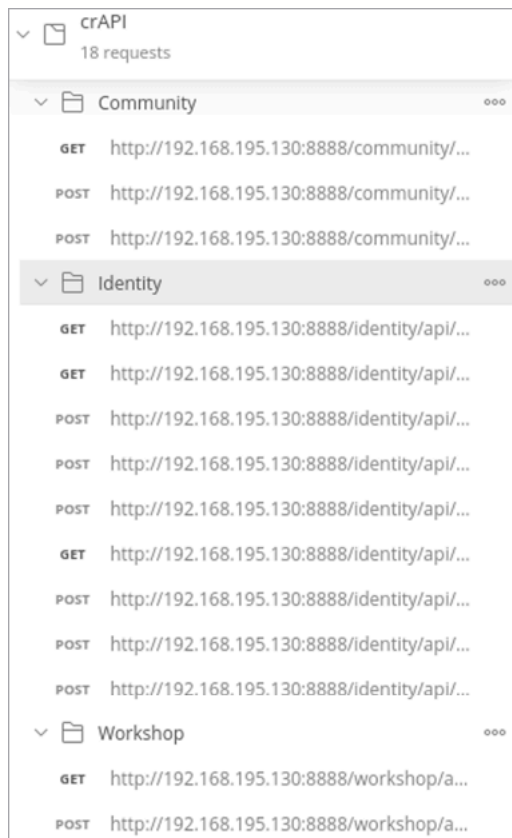 crAPI
18 requests
Community
GET http://192.168.195.130:8888/community/...
POST http://192.168.195.130:8888/community/...
POST http://192.168.195.130:8888/community/...
Identity
GET http://192.168.195.130:8888/identity/api/...
GET http://192.168.195.130:8888/identity/api/...
POST http://192.168.195.130:8888/identity/api/...
POST http://192.168.195.130:8888/identity/api/...
POST http://192.168.195.130:8888/identity/api/...
GET http://192.168.195.130:8888/identity/api/...
POST http://192.168.195.130:8888/identity/api/...
POST http://192.168.195.130:8888/identity/api/...
POST http://192.168.195.130:8888/identity/api/...
Workshop
GET http://192.168.195.130:8888/workshop/a...
POST http://192.168.195.130:8888/workshop/a...